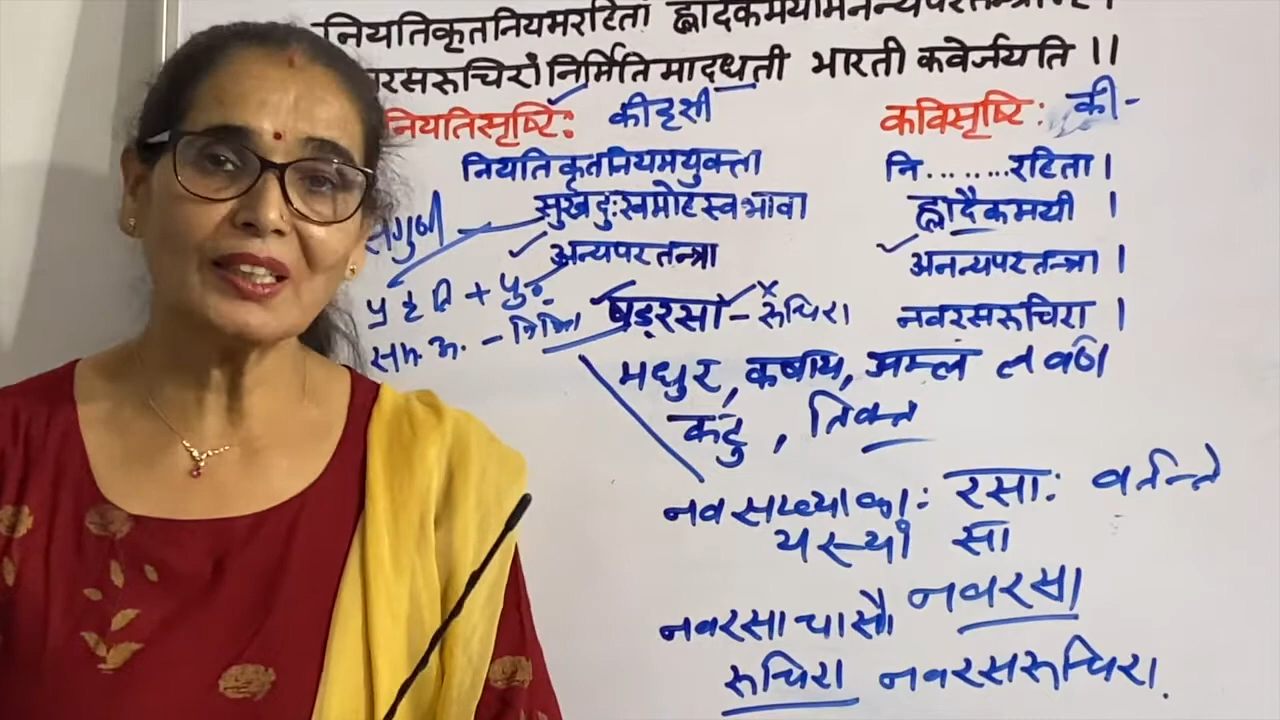 नियतिकृतनियमरहितां ह्लादैकमयीमनन्यपरतन्त्राम् ।
रसरुचिरां निर्मितिमादधती भारती कवेर्जयति ।।
नियतिसृष्टिः कीदृसी कविसृष्टिः की-
नियतिकृतनियमयुक्ता नि........रहिता ।
सुखदुःखमोहस्वभावा ह्लादैकमयी ।
अन्यपरतन्त्रा अनन्यपरतन्त्रा ।
षड्रसा - रुचिरा नवरसरुचिरा ।
मधुर, कषाय, अम्ल लवण
कटु, तिक्त
नवसंख्याकाः रसाः वर्तन्ते
यस्यां सा
नवरसा
नवरसा चासौ
रुचिरा नवरसरुचिरा.